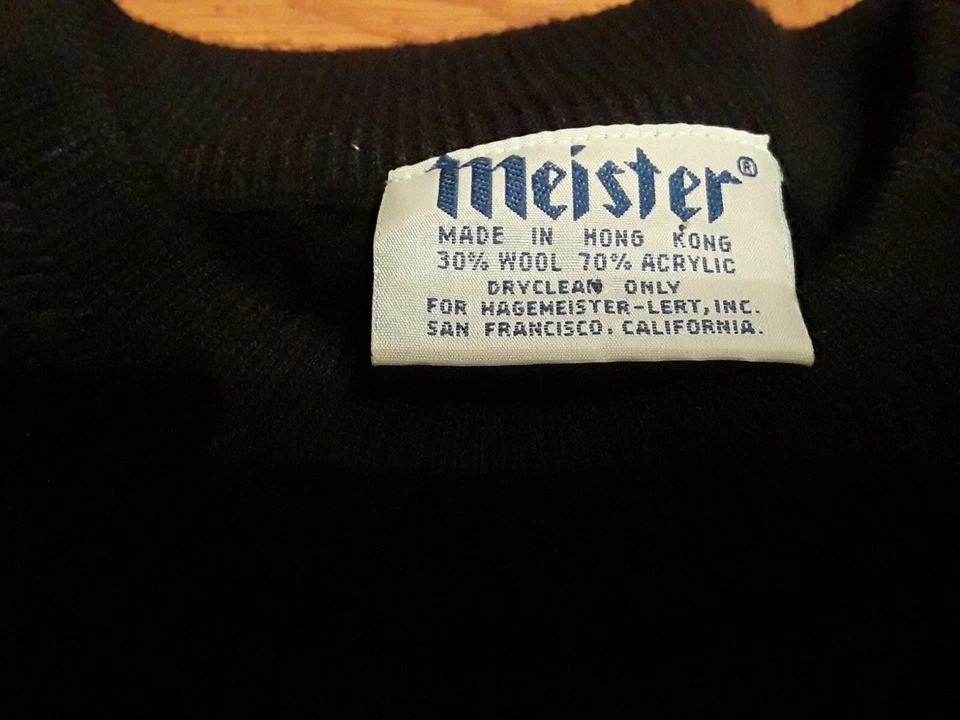 Meister®
MADE IN HONG KONG
30% WOOL 70% ACRYLIC
DRYCLEAN ONLY
FOR HAGEMEISTER-LERT, INC.
SAN FRANCISCO. CALIFORNIA.